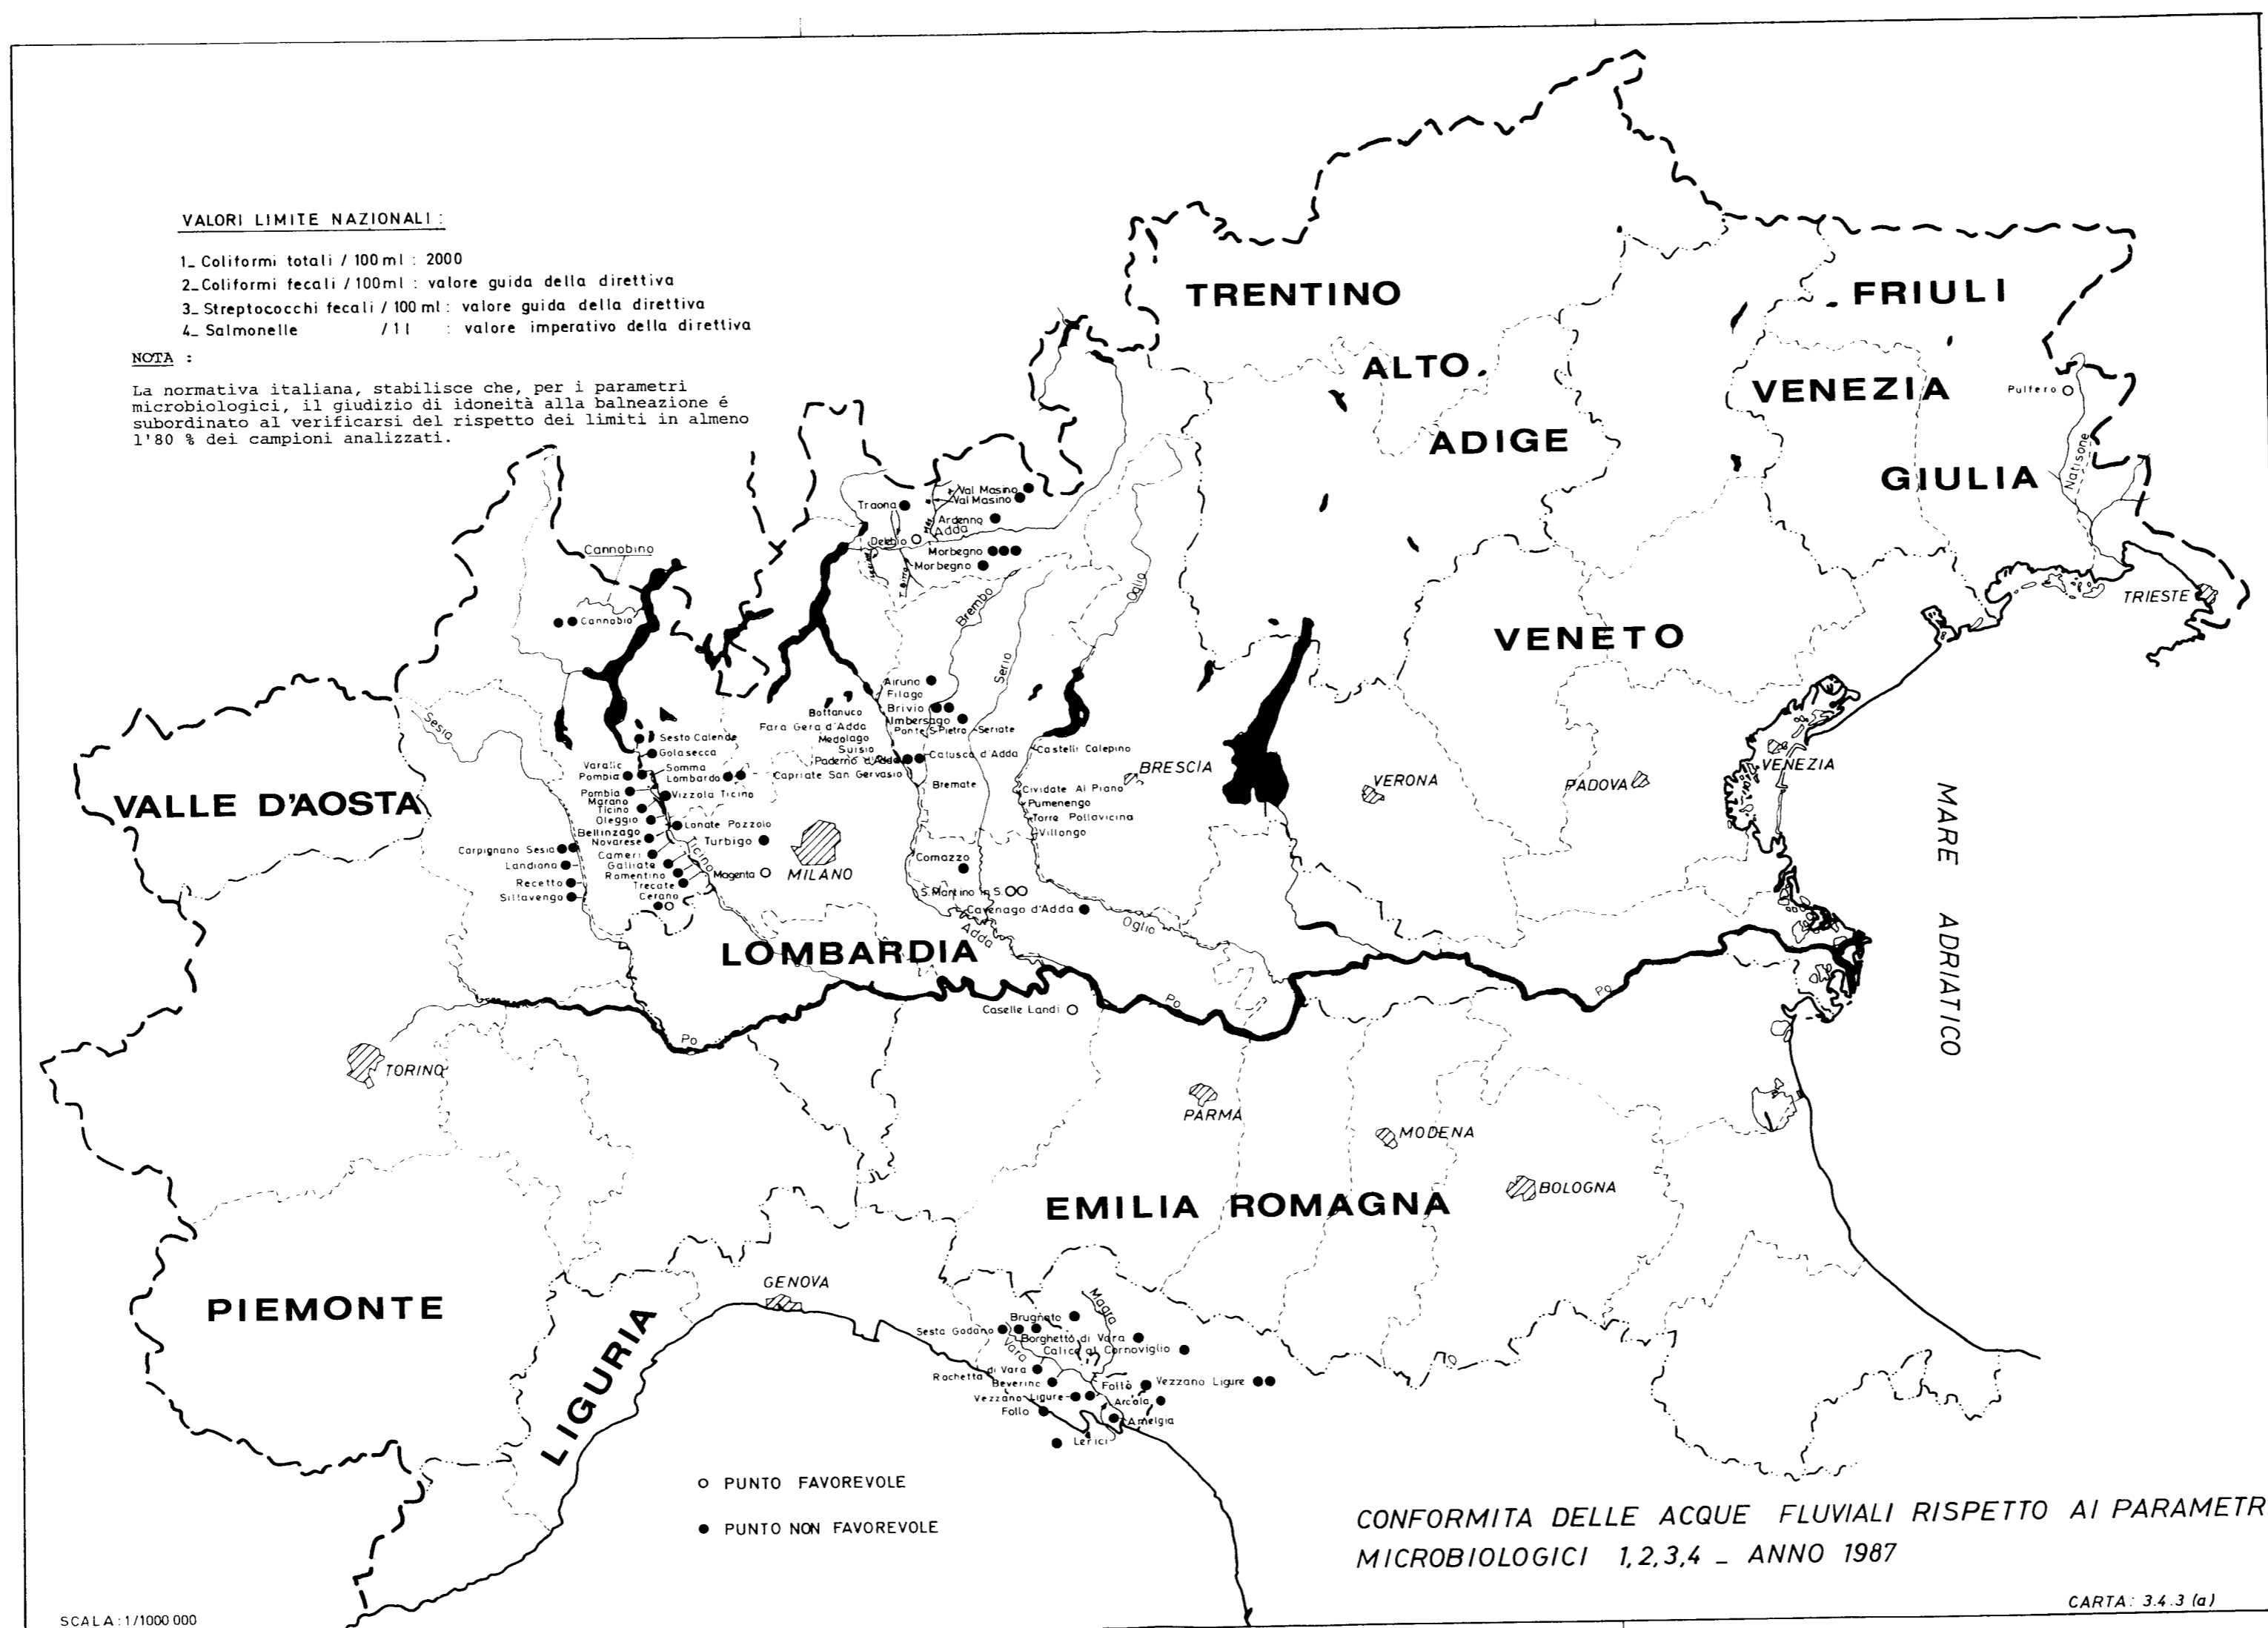 VALORI LIMITE NAZIONALI :
1_ Coliformi totali / 100 ml : 2000
2_ Coliformi fecali / 100ml : valore guida della direttiva
3_ Streptococchi fecali / 100 ml : valore guida della direttiva
4_ Salmonelle / 1 l : valore imperativo della direttiva
NOTA :
La normativa italiana, stabilisce che, per i parametri
microbiologici, il giudizio di idoneità alla balneazione é
subordinato al verificarsi del rispetto dei limiti in almeno
l'80 % dei campioni analizzati.
TRENTINO
ALTO
ADIGE
FRIULI
VENEZIA
GIULIA
Pulfero
Natisone
TRIESTE
VENETO
VENEZIA
PADOVA
VERONA
BRESCIA
MARE ADRIATICO
Val Masino
Val Masino
Traona
Ardenno
Adda
Delebio
Morbegno
Morbegno
Cannobino
Cannobio
Brembo
Serio
Oglio
Airuno
Filago
Brivio
Imbersago
Ponte S. Pietro
Seriate
Bottanuco
Fara Gera d'Adda
Medolago
Suisio
Paderno d'Adda
Calusco d'Adda
Capriate San Gervasio
Brembate
Castelli Calepino
Cividate Al Piano
Pumenengo
Torre Pallavicina
Villongo
Sesia
Sesto Calende
Golasecca
Varallo
Pombia
Somma
Lombardo
Pombia
Vizzola Ticino
Marano
Ticino
Oleggio
Lonate Pozzolo
Bellinzago
Novarese
Turbigo
Cameri
Galliate
Ticino
Romentino
Magenta
Trecate
Cerano
MILANO
Carpignano Sesia
Landiona
Recetto
Sillavengo
Comazzo
S. Martino in S.
Cavenago d'Adda
Adda
Oglio
VALLE D'AOSTA
LOMBARDIA
Caselle Landi
Po
Po
Po
TORINO
PARMA
MODENA
BOLOGNA
EMILIA ROMAGNA
PIEMONTE
LIGURIA
GENOVA
Magra
Brugnato
Sesta Godano
Borghetto di Vara
Vara
Calice al Cornoviglio
Rochetta di Vara
Beverino
Follo
Vezzano Ligure
Vezzano Ligure
Arcola
Follo
Amelgia
Lerici
PUNTO FAVOREVOLE
PUNTO NON FAVOREVOLE
CONFORMITA DELLE ACQUE FLUVIALI RISPETTO AI PARAMETR
MICROBIOLOGICI 1,2,3,4 _ ANNO 1987
SCALA : 1/1000 000
CARTA : 3.4.3 (a)